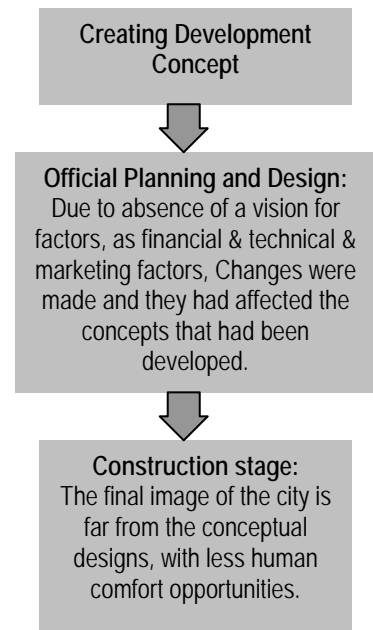 Creating Development
Concept
Official Planning and Design:
Due to absence of a vision for
factors, as financial & technical &
marketing factors, Changes were
made and they had affected the
concepts that had been
developed.
Construction stage:
The final image of the city is
far from the conceptual
designs, with less human
comfort opportunities.